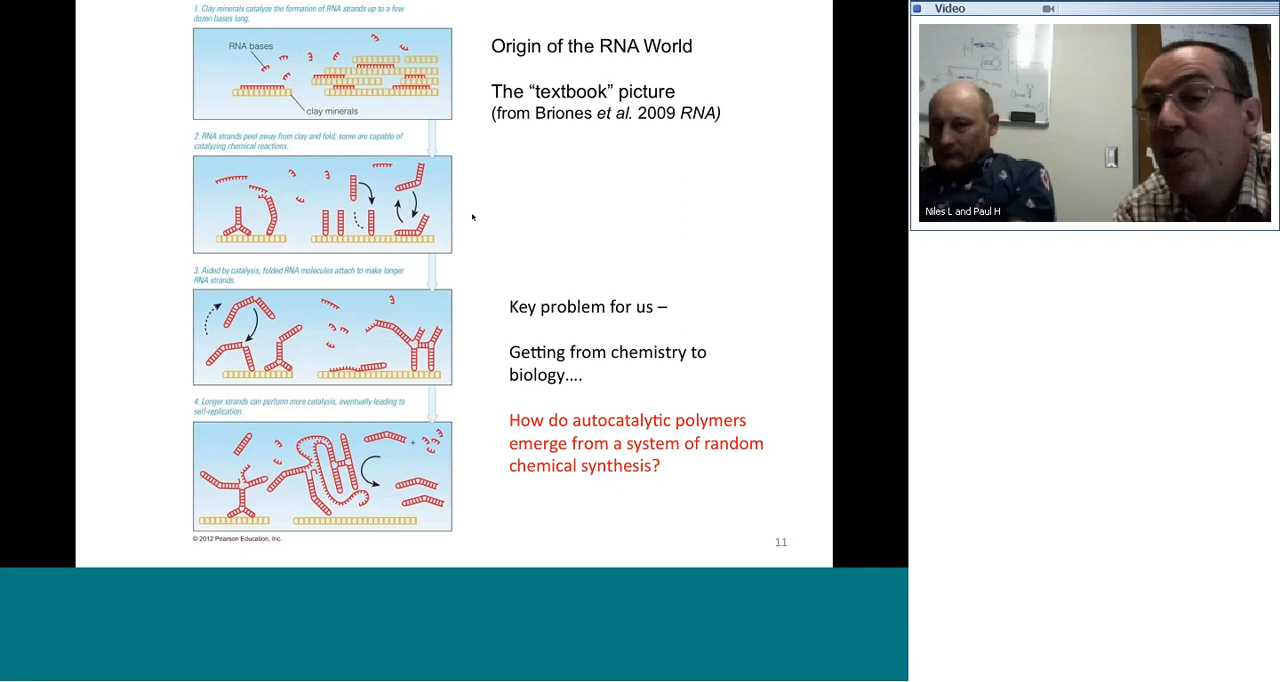 1. Clay minerals catalyze the formation of RNA strands up to a few
dozen bases long.
RNA bases
clay minerals
2. RNA strands peel away from clay and fold; some are capable of
catalyzing chemical reactions.
3. Aided by catalysis, folded RNA molecules attach to make longer
RNA strands.
4. Longer strands can perform more catalysis, eventually leading to
self-replication.
+
© 2012 Pearson Education, Inc.
Origin of the RNA World
The “textbook” picture
(from Briones et al. 2009 RNA)
Key problem for us –
Getting from chemistry to
biology….
How do autocatalytic polymers
emerge from a system of random
chemical synthesis?
11
Video
Niles L and Paul H